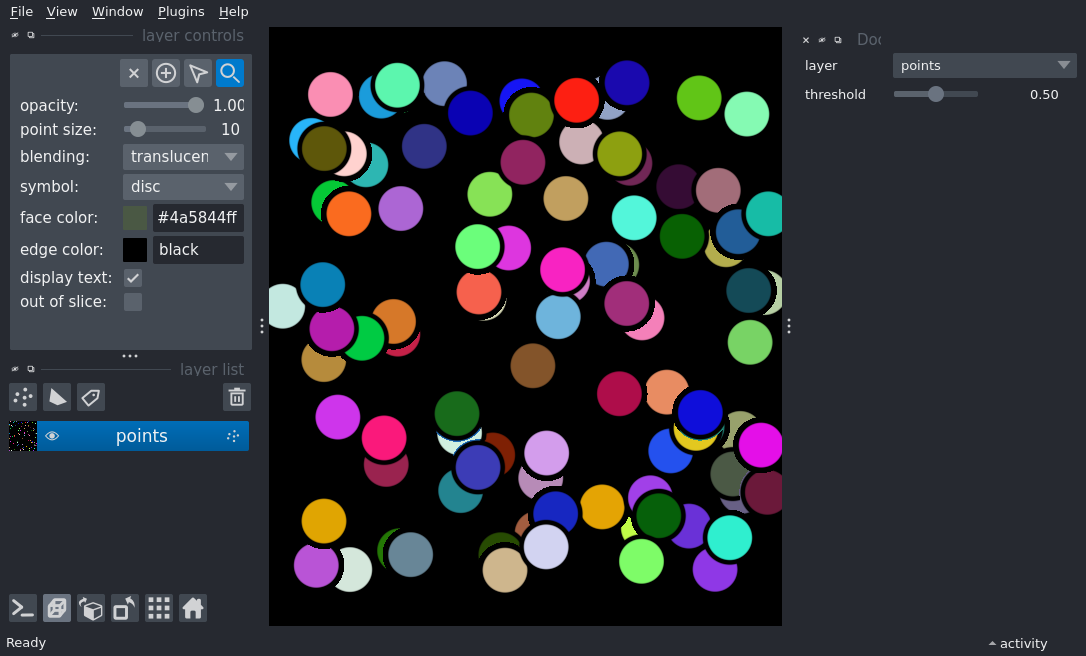 File View Window Plugins Help
layer controls
opacity: 1.00
point size: 10
blending: translucen
symbol: disc
face color: #4a5844ff
edge color: black
display text:
out of slice:
layer list
points
Ready
Doc
layer points
threshold 0.50
activity